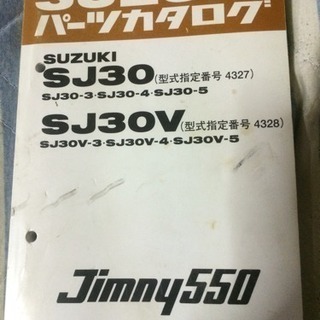 パーツカタログ
SUZUKI
SJ30(型式指定番号 4327)
SJ30-3・SJ30-4・SJ30-5
SJ30V(型式指定番号 4328)
SJ30V-3・SJ30V-4・SJ30V-5
Jimny550